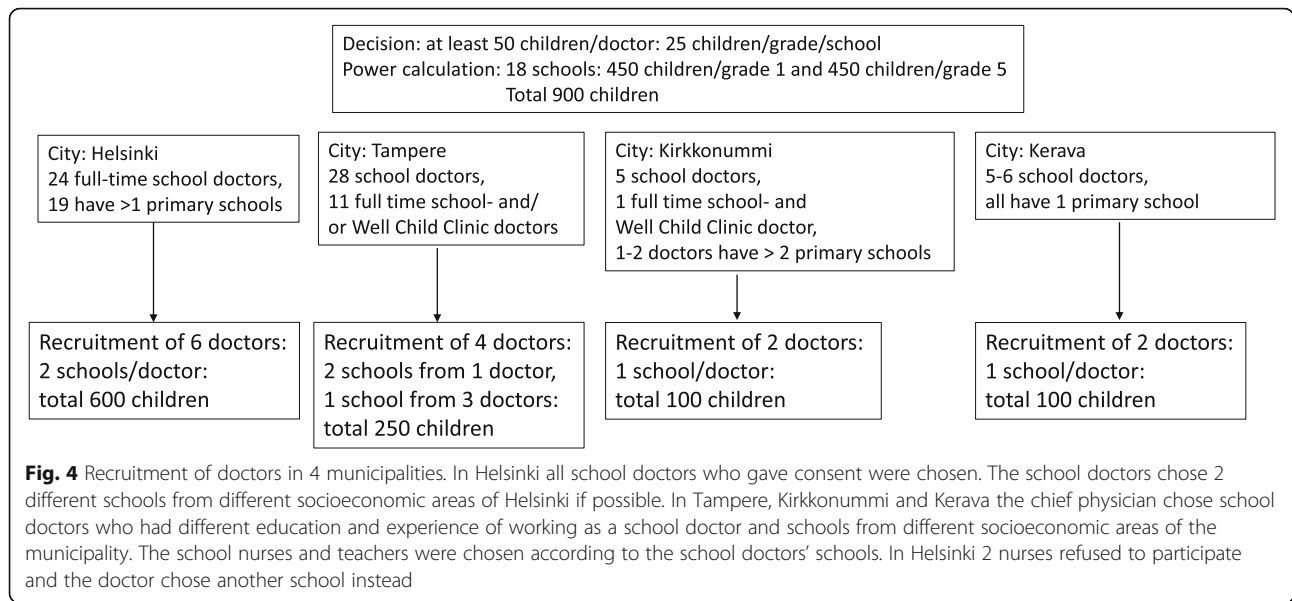 Decision: at least 50 children/doctor: 25 children/grade/school
Power calculation: 18 schools: 450 children/grade 1 and 450 children/grade 5
Total 900 children
City: Helsinki
24 full-time school doctors,
19 have >1 primary schools
City: Tampere
28 school doctors,
11 full time school- and/
or Well Child Clinic doctors
City: Kirkkonummi
5 school doctors,
1 full time school- and
Well Child Clinic doctor,
1-2 doctors have > 2 primary schools
City: Kerava
5-6 school doctors,
all have 1 primary school
Recruitment of 6 doctors:
2 schools/doctor:
total 600 children
Recruitment of 4 doctors:
2 schools from 1 doctor,
1 school from 3 doctors:
total 250 children
Recruitment of 2 doctors:
1 school/doctor:
total 100 children
Recruitment of 2 doctors:
1 school/doctor:
total 100 children
Fig. 4 Recruitment of doctors in 4 municipalities. In Helsinki all school doctors who gave consent were chosen. The school doctors chose 2
different schools from different socioeconomic areas of Helsinki if possible. In Tampere, Kirkkonummi and Kerava the chief physician chose school
doctors who had different education and experience of working as a school doctor and schools from different socioeconomic areas of the
municipality. The school nurses and teachers were chosen according to the school doctors' schools. In Helsinki 2 nurses refused to participate
and the doctor chose another school instead